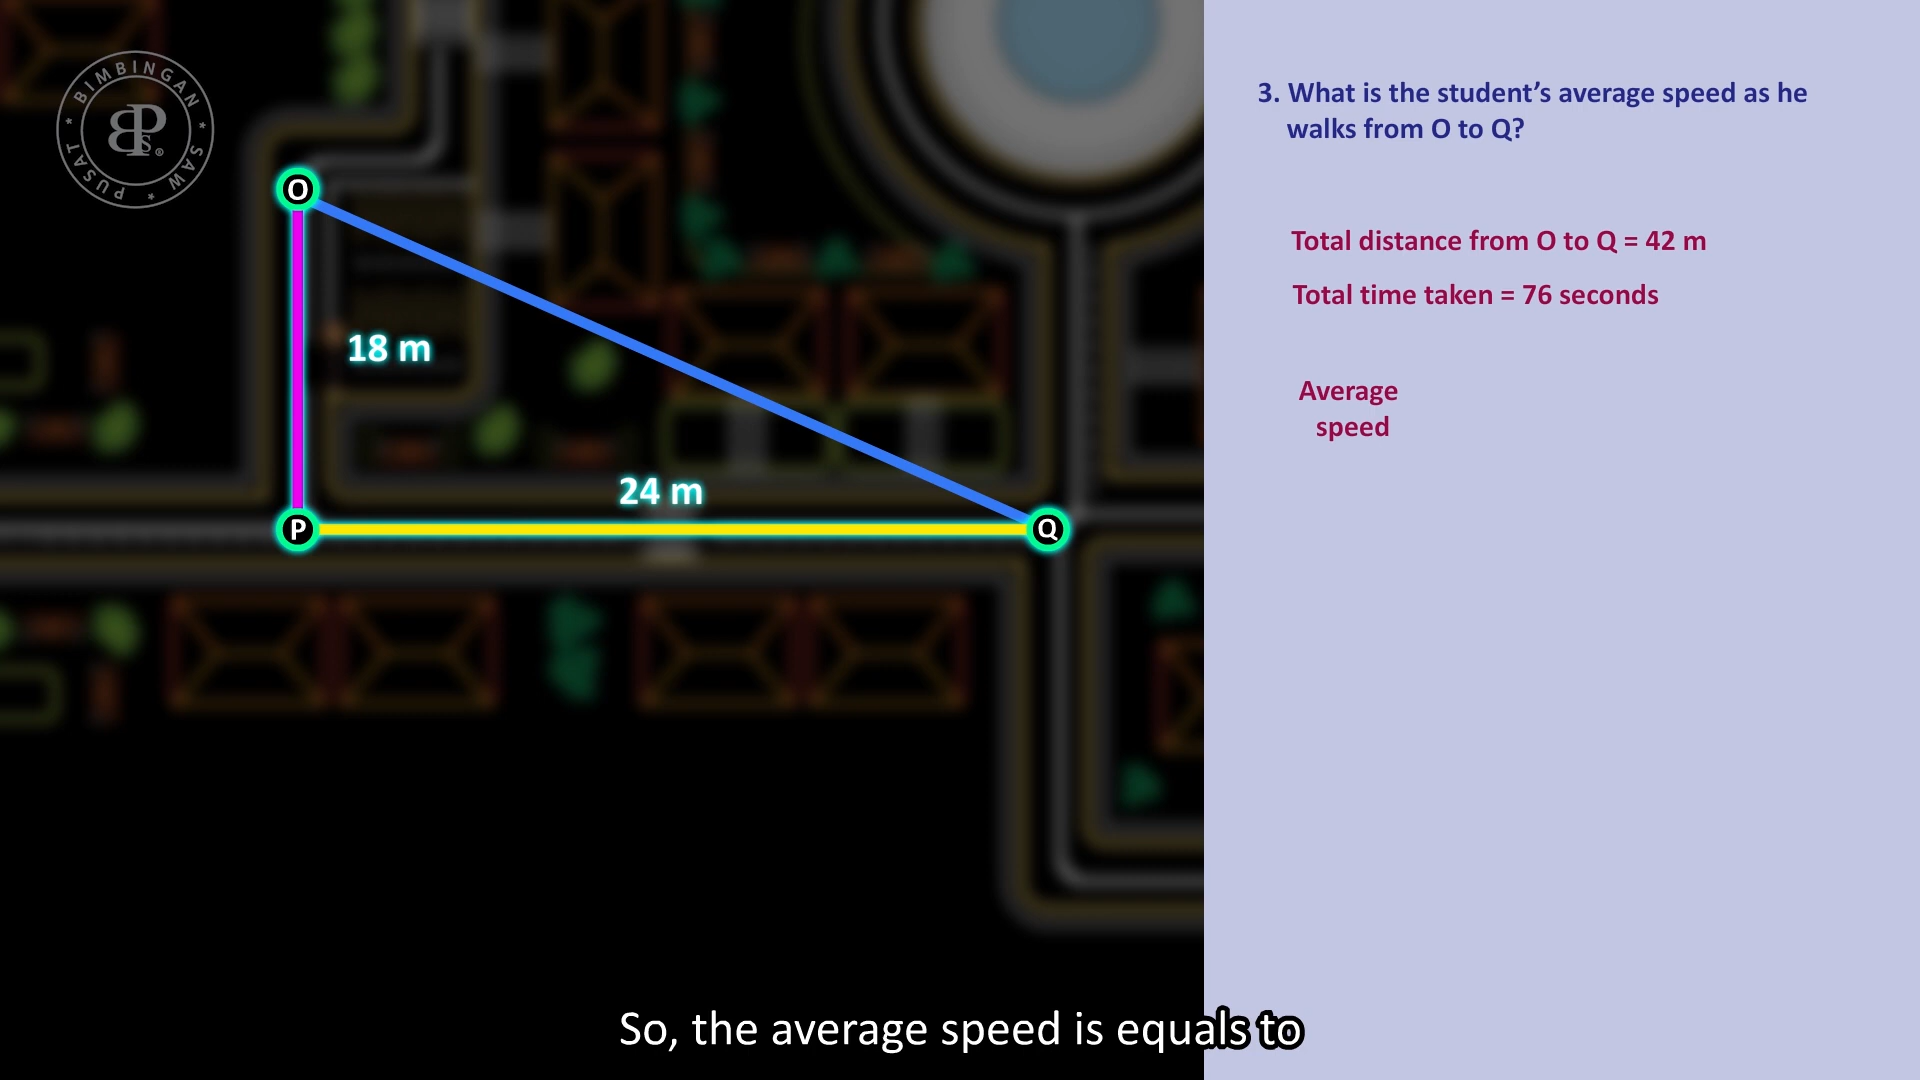 BIMBINGAN * SAW * PUSAT *
BPs®
O
18 m
24 m
P
Q
3. What is the student’s average speed as he
walks from O to Q?
Total distance from O to Q = 42 m
Total time taken = 76 seconds
Average
speed
So, the average speed is equals to